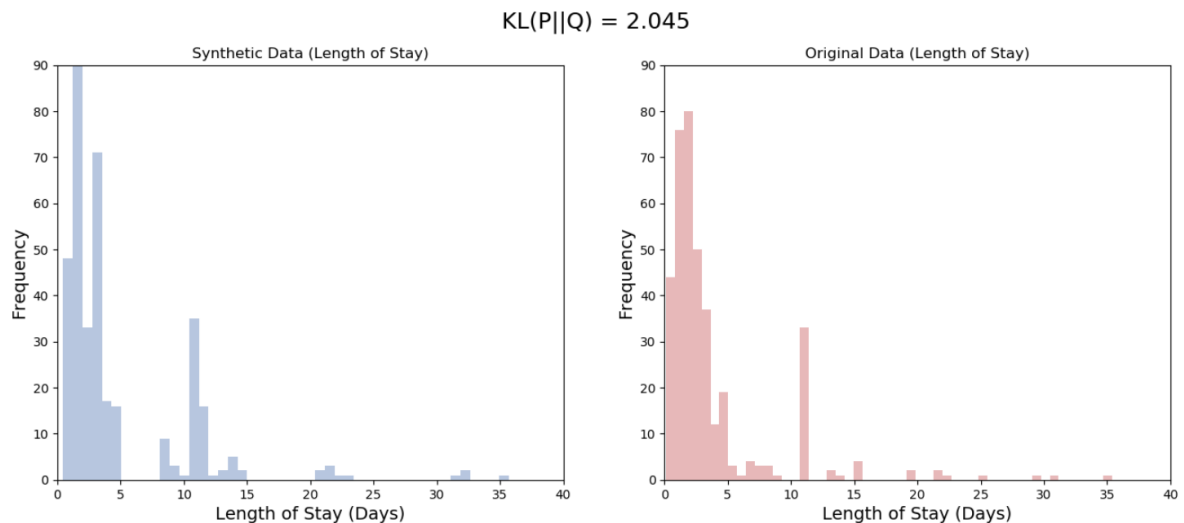 KL(P||Q) = 2.045
Synthetic Data (Length of Stay)
90
80
70
60
50
40
30
20
10
0
Frequency
0 5 10 15 20 25 30 35 40
Length of Stay (Days)
Original Data (Length of Stay)
90
80
70
60
50
40
30
20
10
0
Frequency
0 5 10 15 20 25 30 35 40
Length of Stay (Days)